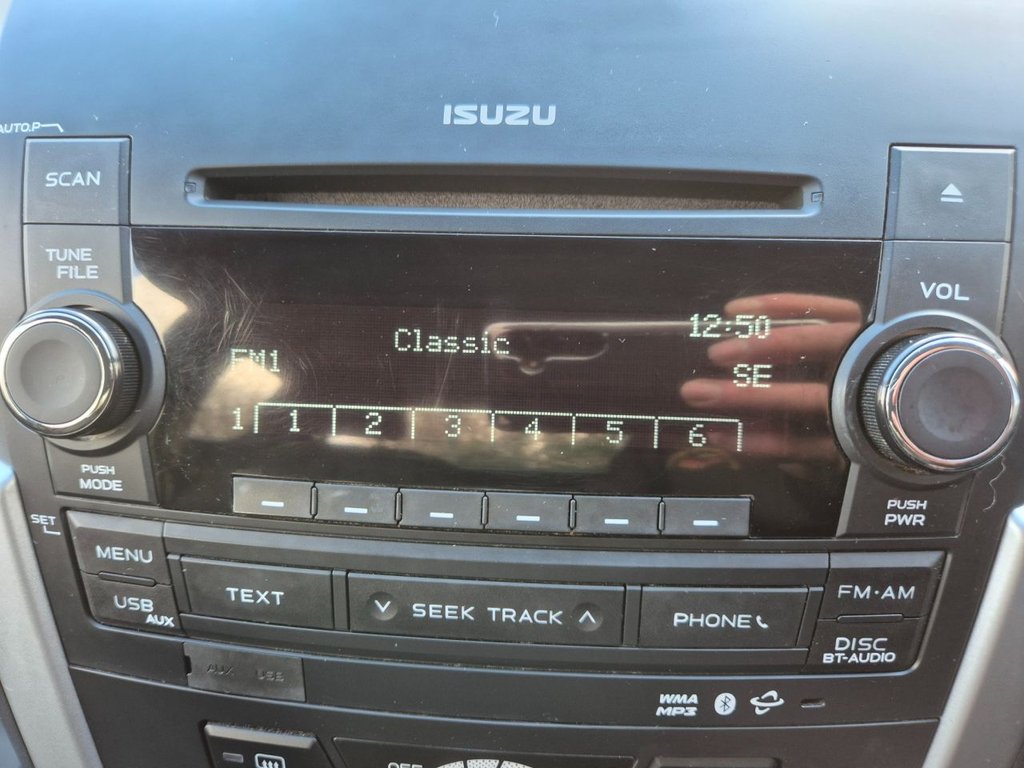 ISUZU
AUTO.P
SCAN
TUNE
FILE
VOL
Classic
12:50
FM1
SE
1 1 2 3 4 5 6
PUSH
MODE
PUSH
PWR
SET
MENU
TEXT
SEEK TRACK
PHONE
FM·AM
USB
AUX
DISC
BT-AUDIO
AUX USB
WMA
MP3
OFF